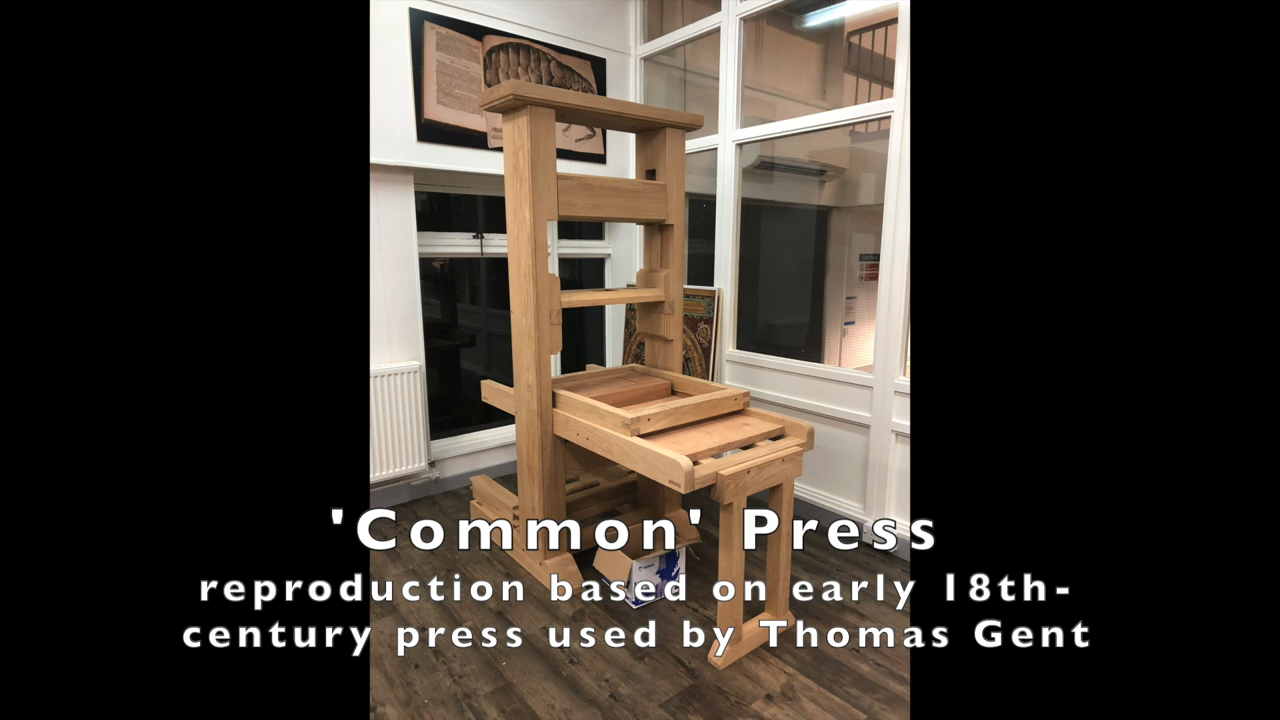 'Common' Press
reproduction based on early 18th-
century press used by Thomas Gent